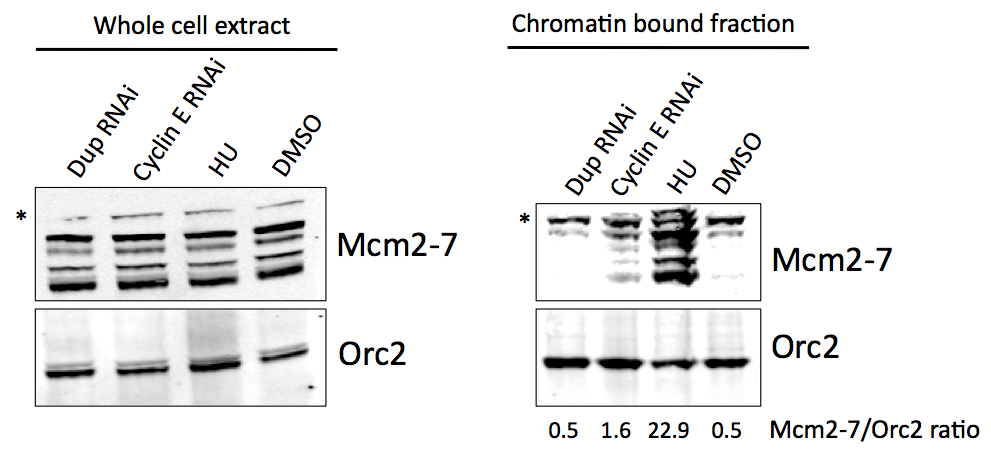 Whole cell extract
Chromatin bound fraction
Dup RNAi
Cyclin E RNAi
HU
DMSO
Dup RNAi
Cyclin E RNAi
HU
DMSO
*
Mcm2-7
Orc2
*
Mcm2-7
Orc2
0.5 1.6 22.9 0.5 Mcm2-7/Orc2 ratio